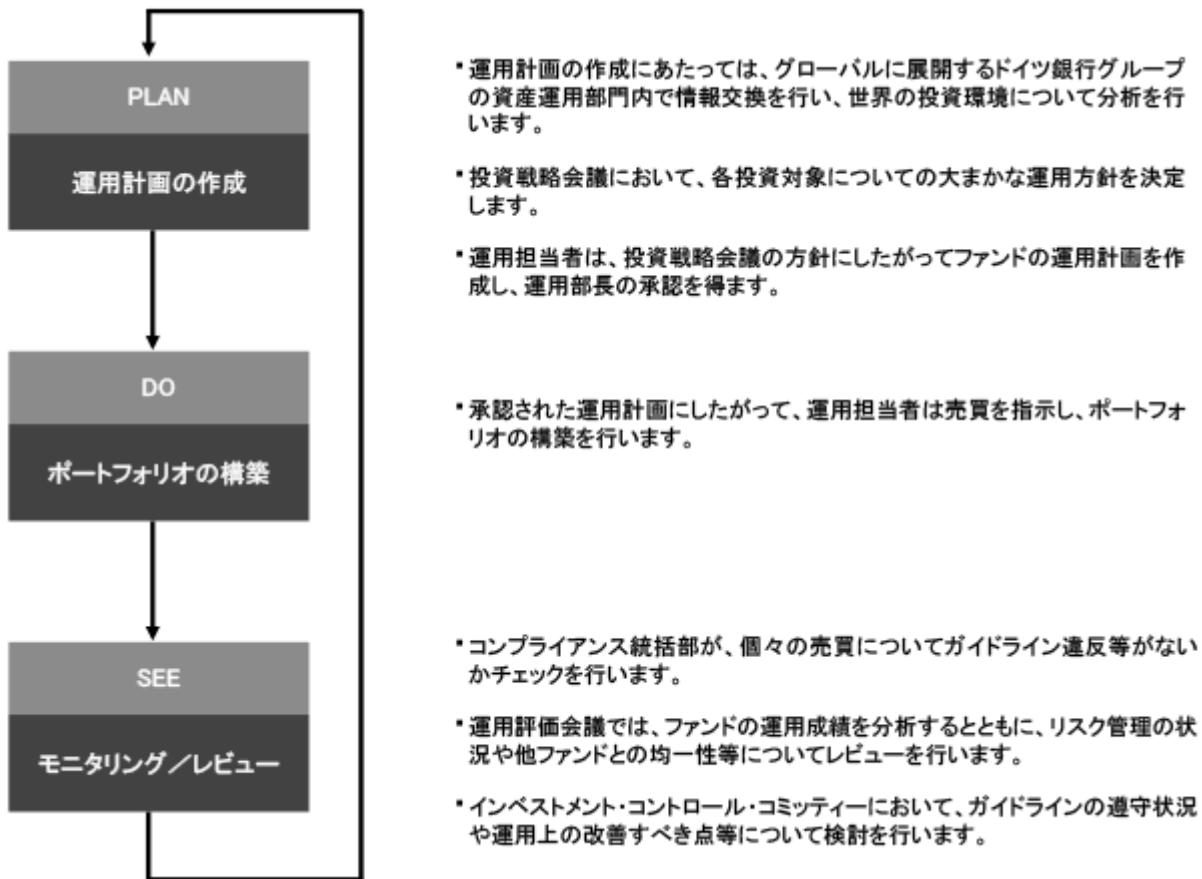 PLAN
運用計画の作成
▪運用計画の作成にあたっては、グローバルに展開するドイツ銀行グループ
の資産運用部門内で情報交換を行い、世界の投資環境について分析を行
います。
▪投資戦略会議において、各投資対象についての大まかな運用方針を決定
します。
▪運用担当者は、投資戦略会議の方針にしたがってファンドの運用計画を作
成し、運用部長の承認を得ます。
DO
ポートフォリオの構築
▪承認された運用計画にしたがって、運用担当者は売買を指示し、ポートフォ
リオの構築を行います。
SEE
モニタリング／レビュー
▪コンプライアンス統括部が、個々の売買についてガイドライン違反等がない
かチェックを行います。
▪運用評価会議では、ファンドの運用成績を分析するとともに、リスク管理の状
況や他ファンドとの均一性等についてレビューを行います。
▪インベストメント・コントロール・コミッティーにおいて、ガイドラインの遵守状況
や運用上の改善すべき点等について検討を行います。